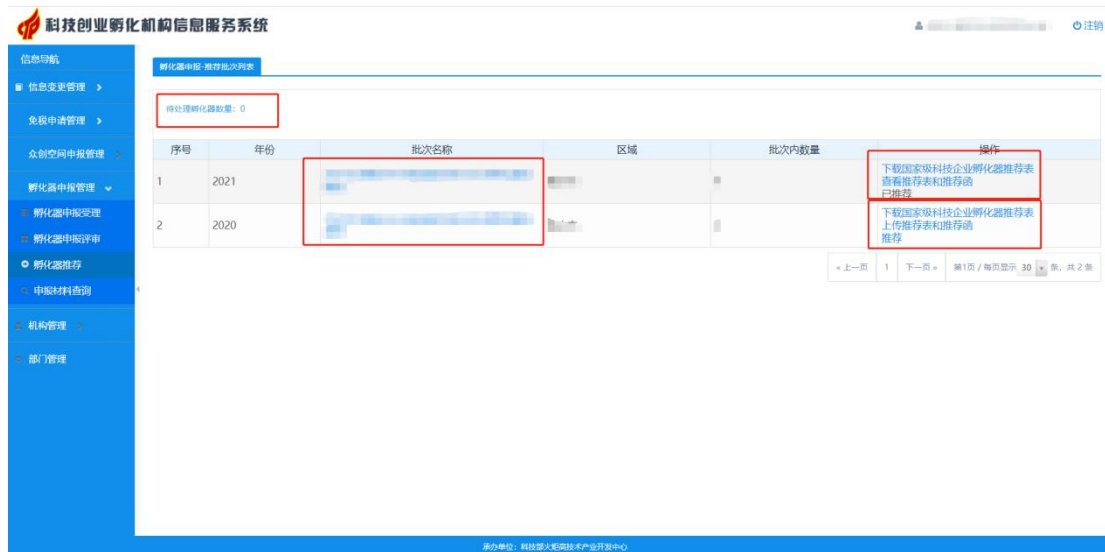 科技创业孵化机构信息服务系统
注销
信息导航
孵化器申报-推荐批次列表
信息变更管理
待处理孵化器数量：0
免税申请管理
众创空间申报管理
序号 年份 批次名称 区域 批次内数量 操作
孵化器申报管理
1 2021
下载国家级科技企业孵化器推荐表
查看推荐表和推荐函
已推荐
孵化器申报受理
孵化器申报评审
2 2020
下载国家级科技企业孵化器推荐表
上传推荐表和推荐函
推荐
孵化器推荐
« 上一页 1 下一页 » 第1页 / 每页显示 30 条，共 2 条
申报材料查询
机构管理
部门管理
承办单位：科技部火炬高技术产业开发中心